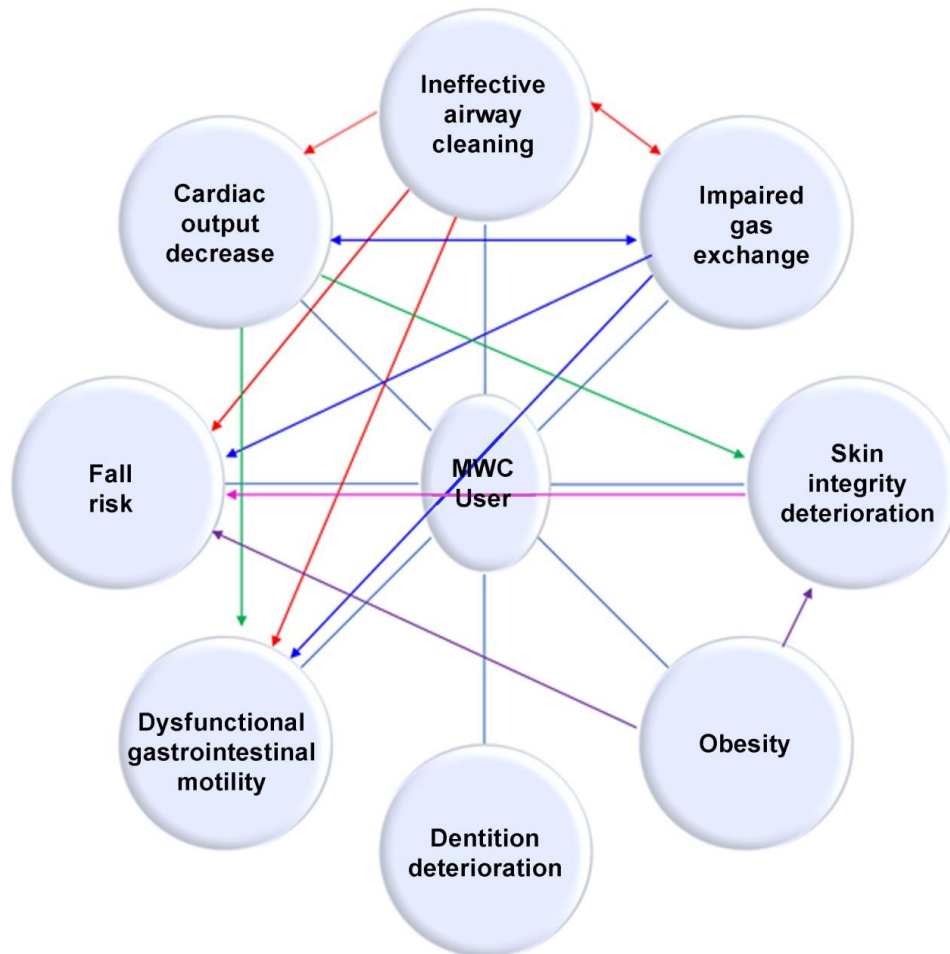 Ineffective
airway
cleaning
Cardiac
output
decrease
Impaired
gas
exchange
Fall
risk
MWC
User
Skin
integrity
deterioration
Dysfunctional
gastrointestinal
motility
Obesity
Dentition
deterioration